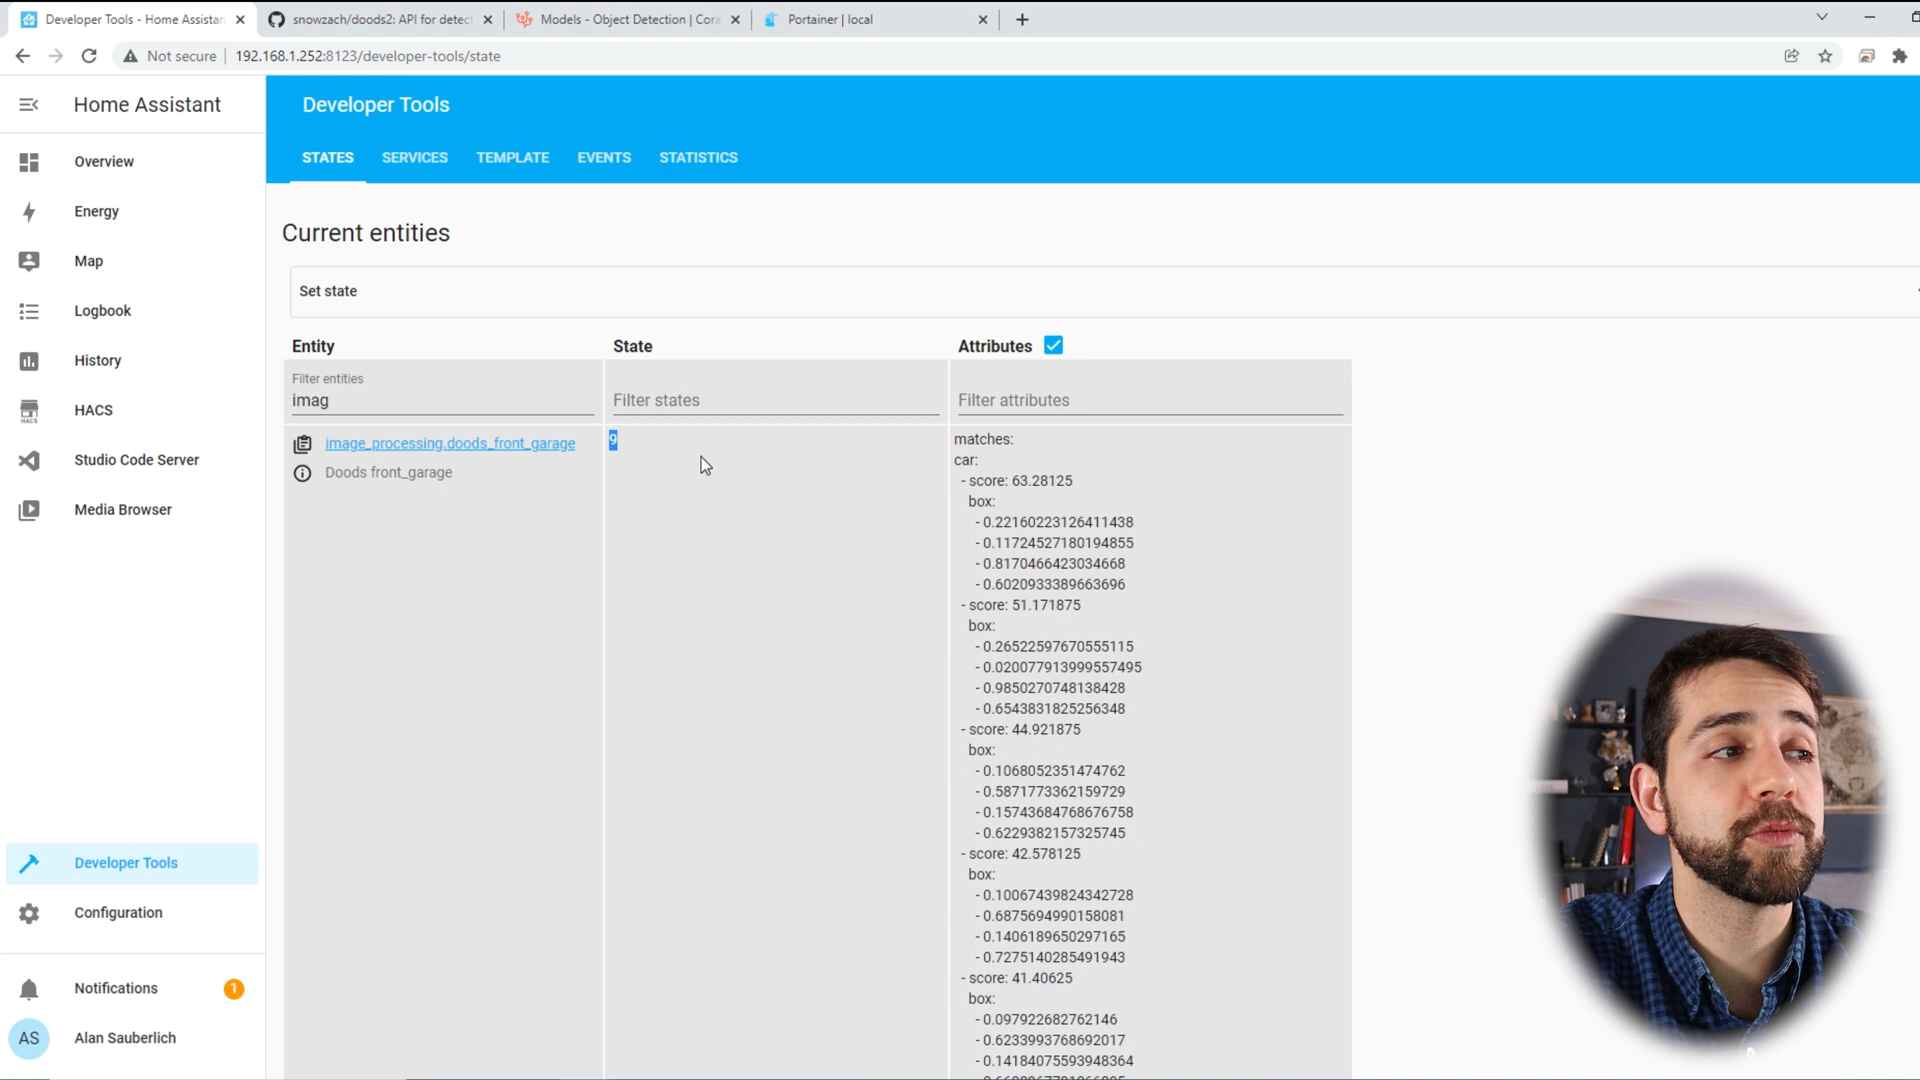 Developer Tools - Home Assistan
snowzach/doods2: API for detect
Models - Object Detection | Cora
Portainer | local
Not secure
192.168.1.252:8123/developer-tools/state
Home Assistant
Developer Tools
STATES
SERVICES
TEMPLATE
EVENTS
STATISTICS
Overview
Energy
Map
Logbook
History
HACS
HACS
Studio Code Server
Media Browser
Developer Tools
Configuration
Notifications
1
AS
Alan Sauberlich
Current entities
Set state
Entity
State
Attributes
Filter entities
imag
Filter states
Filter attributes
image_processing.doods_front_garage
Doods front_garage
9
matches:
car:
- score: 63.28125
box:
- 0.22160223126411438
- 0.11724527180194855
- 0.8170466423034668
- 0.6020933389663696
- score: 51.171875
box:
- 0.26522597670555115
- 0.020077913999557495
- 0.9850270748138428
- 0.6543831825256348
- score: 44.921875
box:
- 0.1068052351474762
- 0.5871773362159729
- 0.15743684768676758
- 0.6229382157325745
- score: 42.578125
box:
- 0.10067439824342728
- 0.6875694990158081
- 0.1406189650297165
- 0.7275140285491943
- score: 41.40625
box:
- 0.097922682762146
- 0.6233993768692017
- 0.14184075593948364